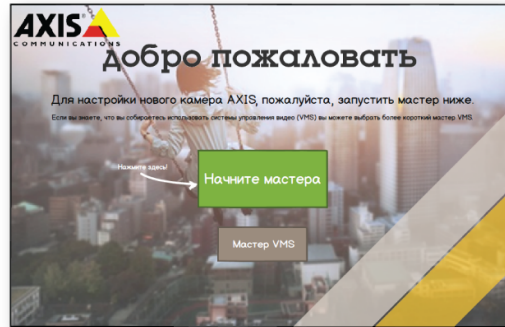 AXIS
COMMUNICATIONS
добро пожаловать
Для настройки нового камера AXIS, пожалуйста, запустить мастер ниже.
Если вы знаете, что вы собираетесь использовать системы управления видео (VMS) вы можете выбрать более короткий мастер VMS.
Нажмите здесь!
Начните мастера
Мастер VMS